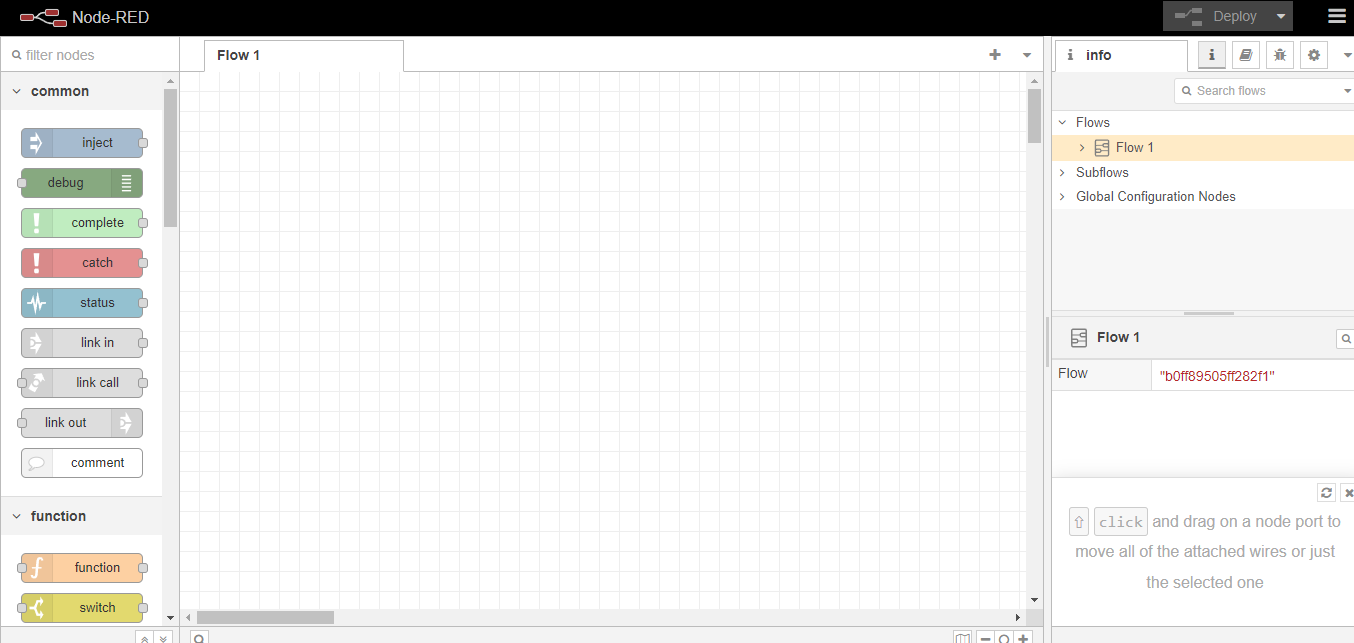 Node-RED
Deploy
filter nodes
Flow 1
info
common
inject
debug
complete
catch
status
link in
link call
link out
comment
function
function
switch
Search flows
Flows
Flow 1
Subflows
Global Configuration Nodes
Flow 1
Flow "b0ff89505ff282f1"
click and drag on a node port to
move all of the attached wires or just
the selected one